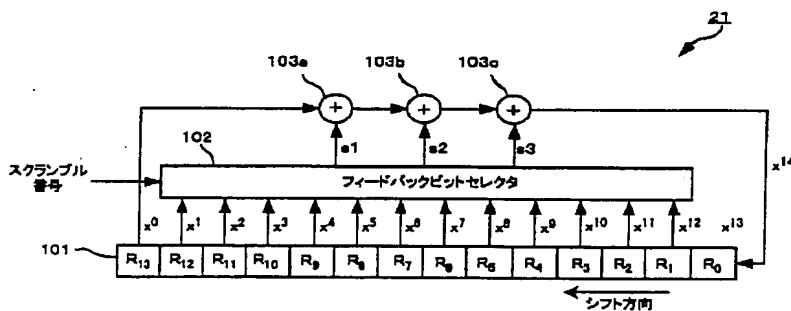 21
103a 103b 103c
+ + +
s1 s2 s3
102
スクランブル
番号
フィードバックビットセレクタ
x¹⁴
x⁰ x¹ x² x³ x⁴ x⁵ x⁶ x⁷ x⁸ x⁹ x¹⁰ x¹¹ x¹² x¹³
101
R₁₃ R₁₂ R₁₁ R₁₀ R₉ R₈ R₇ R₆ R₅ R₄ R₃ R₂ R₁ R₀
シフト方向